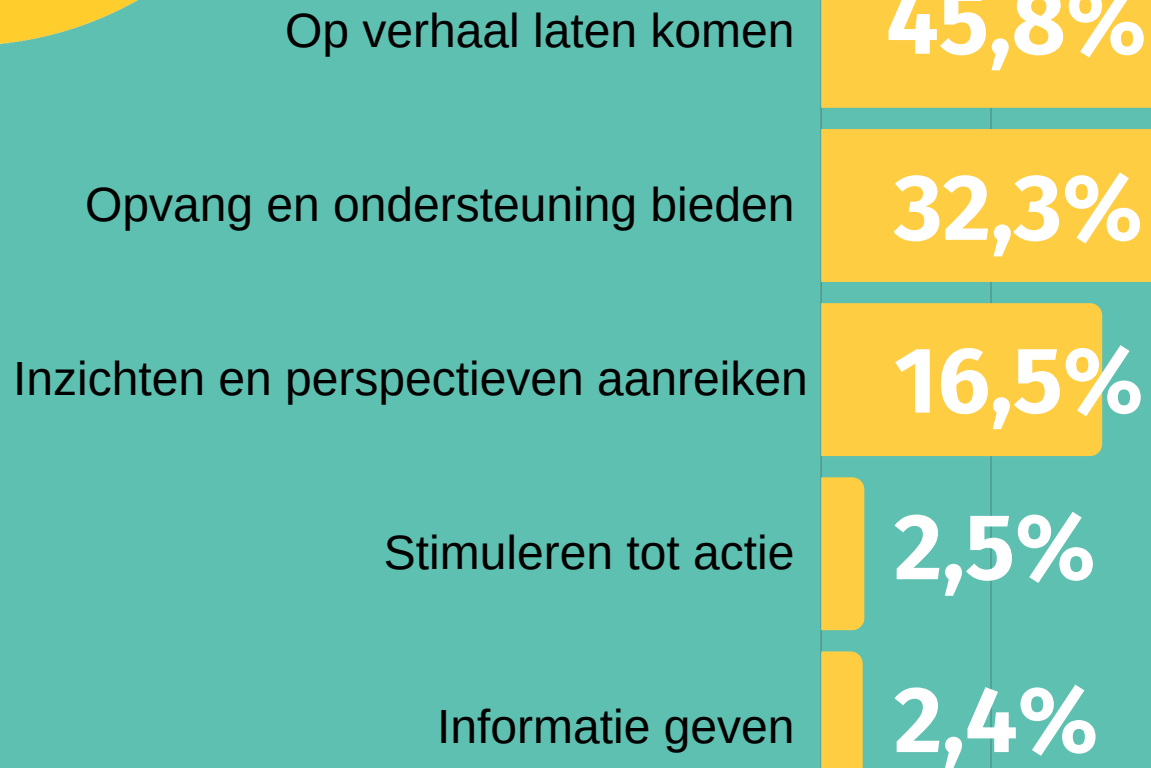 Op verhaal laten komen 45,8%
Opvang en ondersteuning bieden 32,3%
Inzichten en perspectieven aanreiken 16,5%
Stimuleren tot actie 2,5%
Informatie geven 2,4%